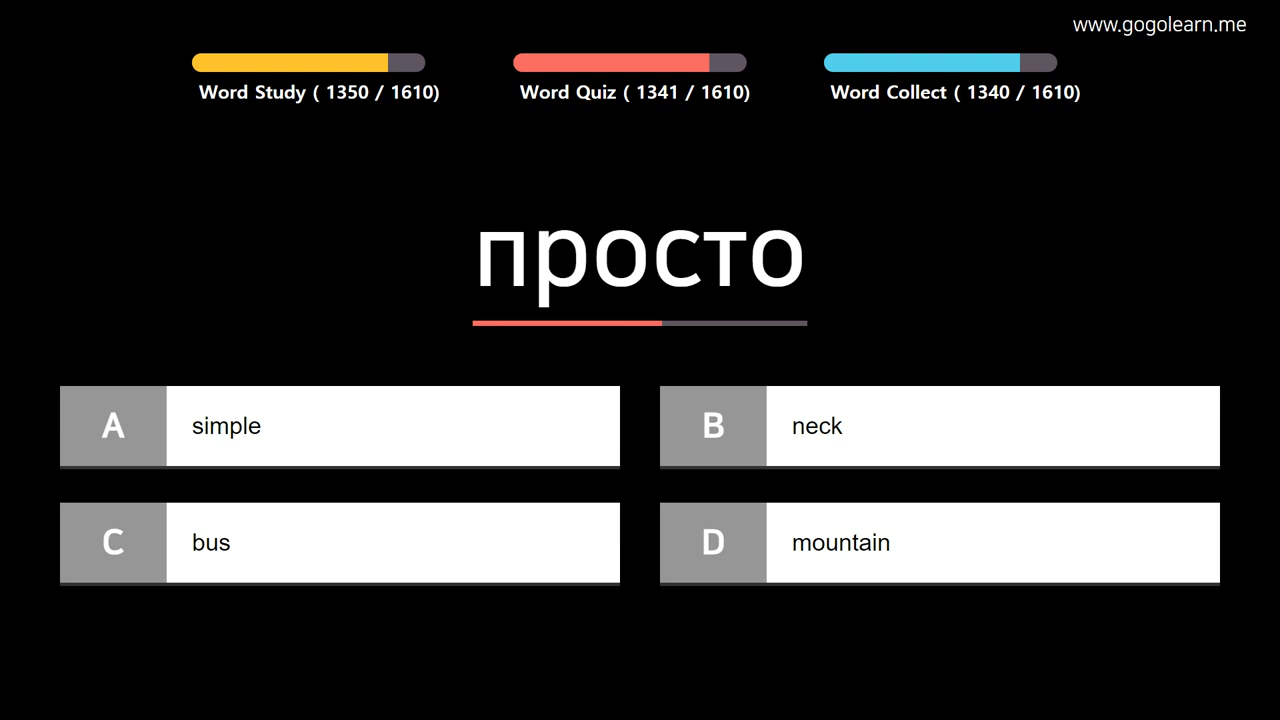 www.gogolearn.me
Word Study ( 1350 / 1610)
Word Quiz ( 1341 / 1610)
Word Collect ( 1340 / 1610)
просто
A simple
B neck
C bus
D mountain